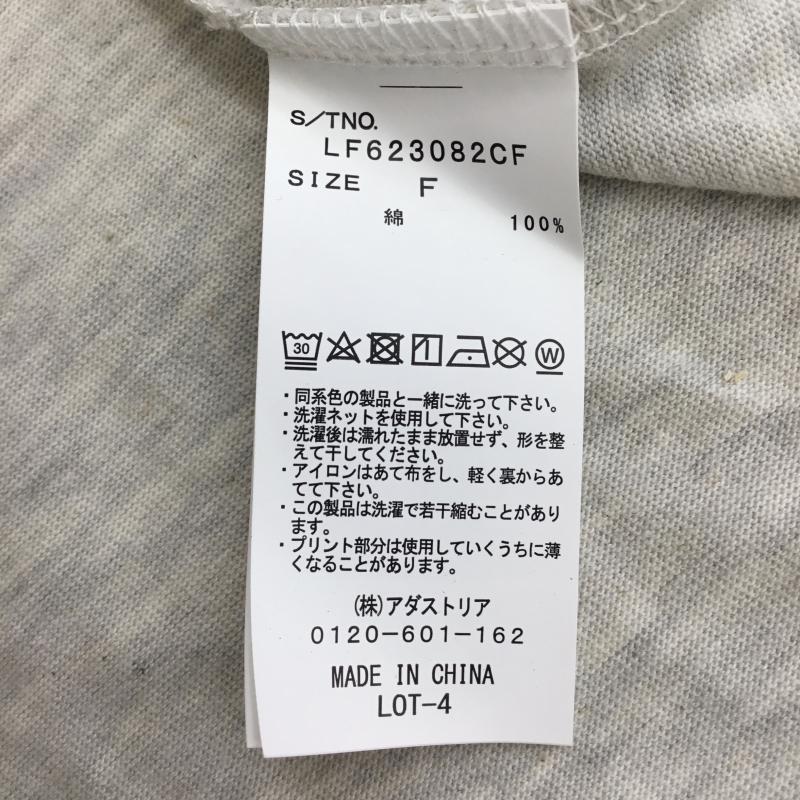 S/TNO.
LF623082CF
SIZE F
綿 100%
30 W
・同系色の製品と一緒に洗って下さい。
・洗濯ネットを使用して下さい。
・洗濯後は濡れたまま放置せず、形を整
えて干してください。
・アイロンはあて布をし、軽く裏からあ
てて下さい。
・この製品は洗濯で若干縮むことがあり
ます。
・プリント部分は使用していくうちに薄
くなることがあります。
(株)アダストリア
0120-601-162
MADE IN CHINA
LOT-4